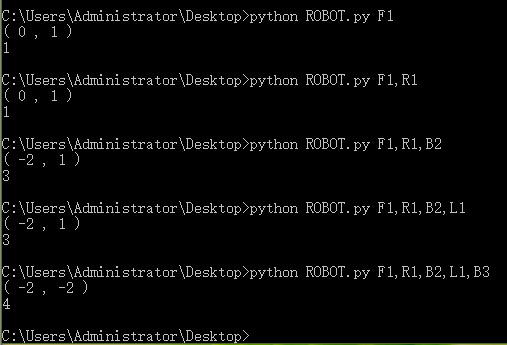 C:\Users\Administrator\Desktop>python ROBOT.py F1
( 0 , 1 )
1
C:\Users\Administrator\Desktop>python ROBOT.py F1,R1
( 0 , 1 )
1
C:\Users\Administrator\Desktop>python ROBOT.py F1,R1,B2
( -2 , 1 )
3
C:\Users\Administrator\Desktop>python ROBOT.py F1,R1,B2,L1
( -2 , 1 )
3
C:\Users\Administrator\Desktop>python ROBOT.py F1,R1,B2,L1,B3
( -2 , -2 )
4
C:\Users\Administrator\Desktop>